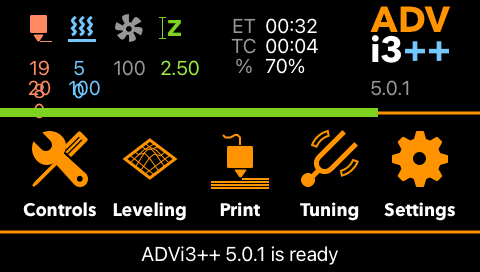 z
ET 00:32
TC 00:04
% 70%
ADV
i3++
19 5 100 2.50
100
5.0.1
Controls Leveling Print Tuning Settings
ADVi3++ 5.0.1 is ready